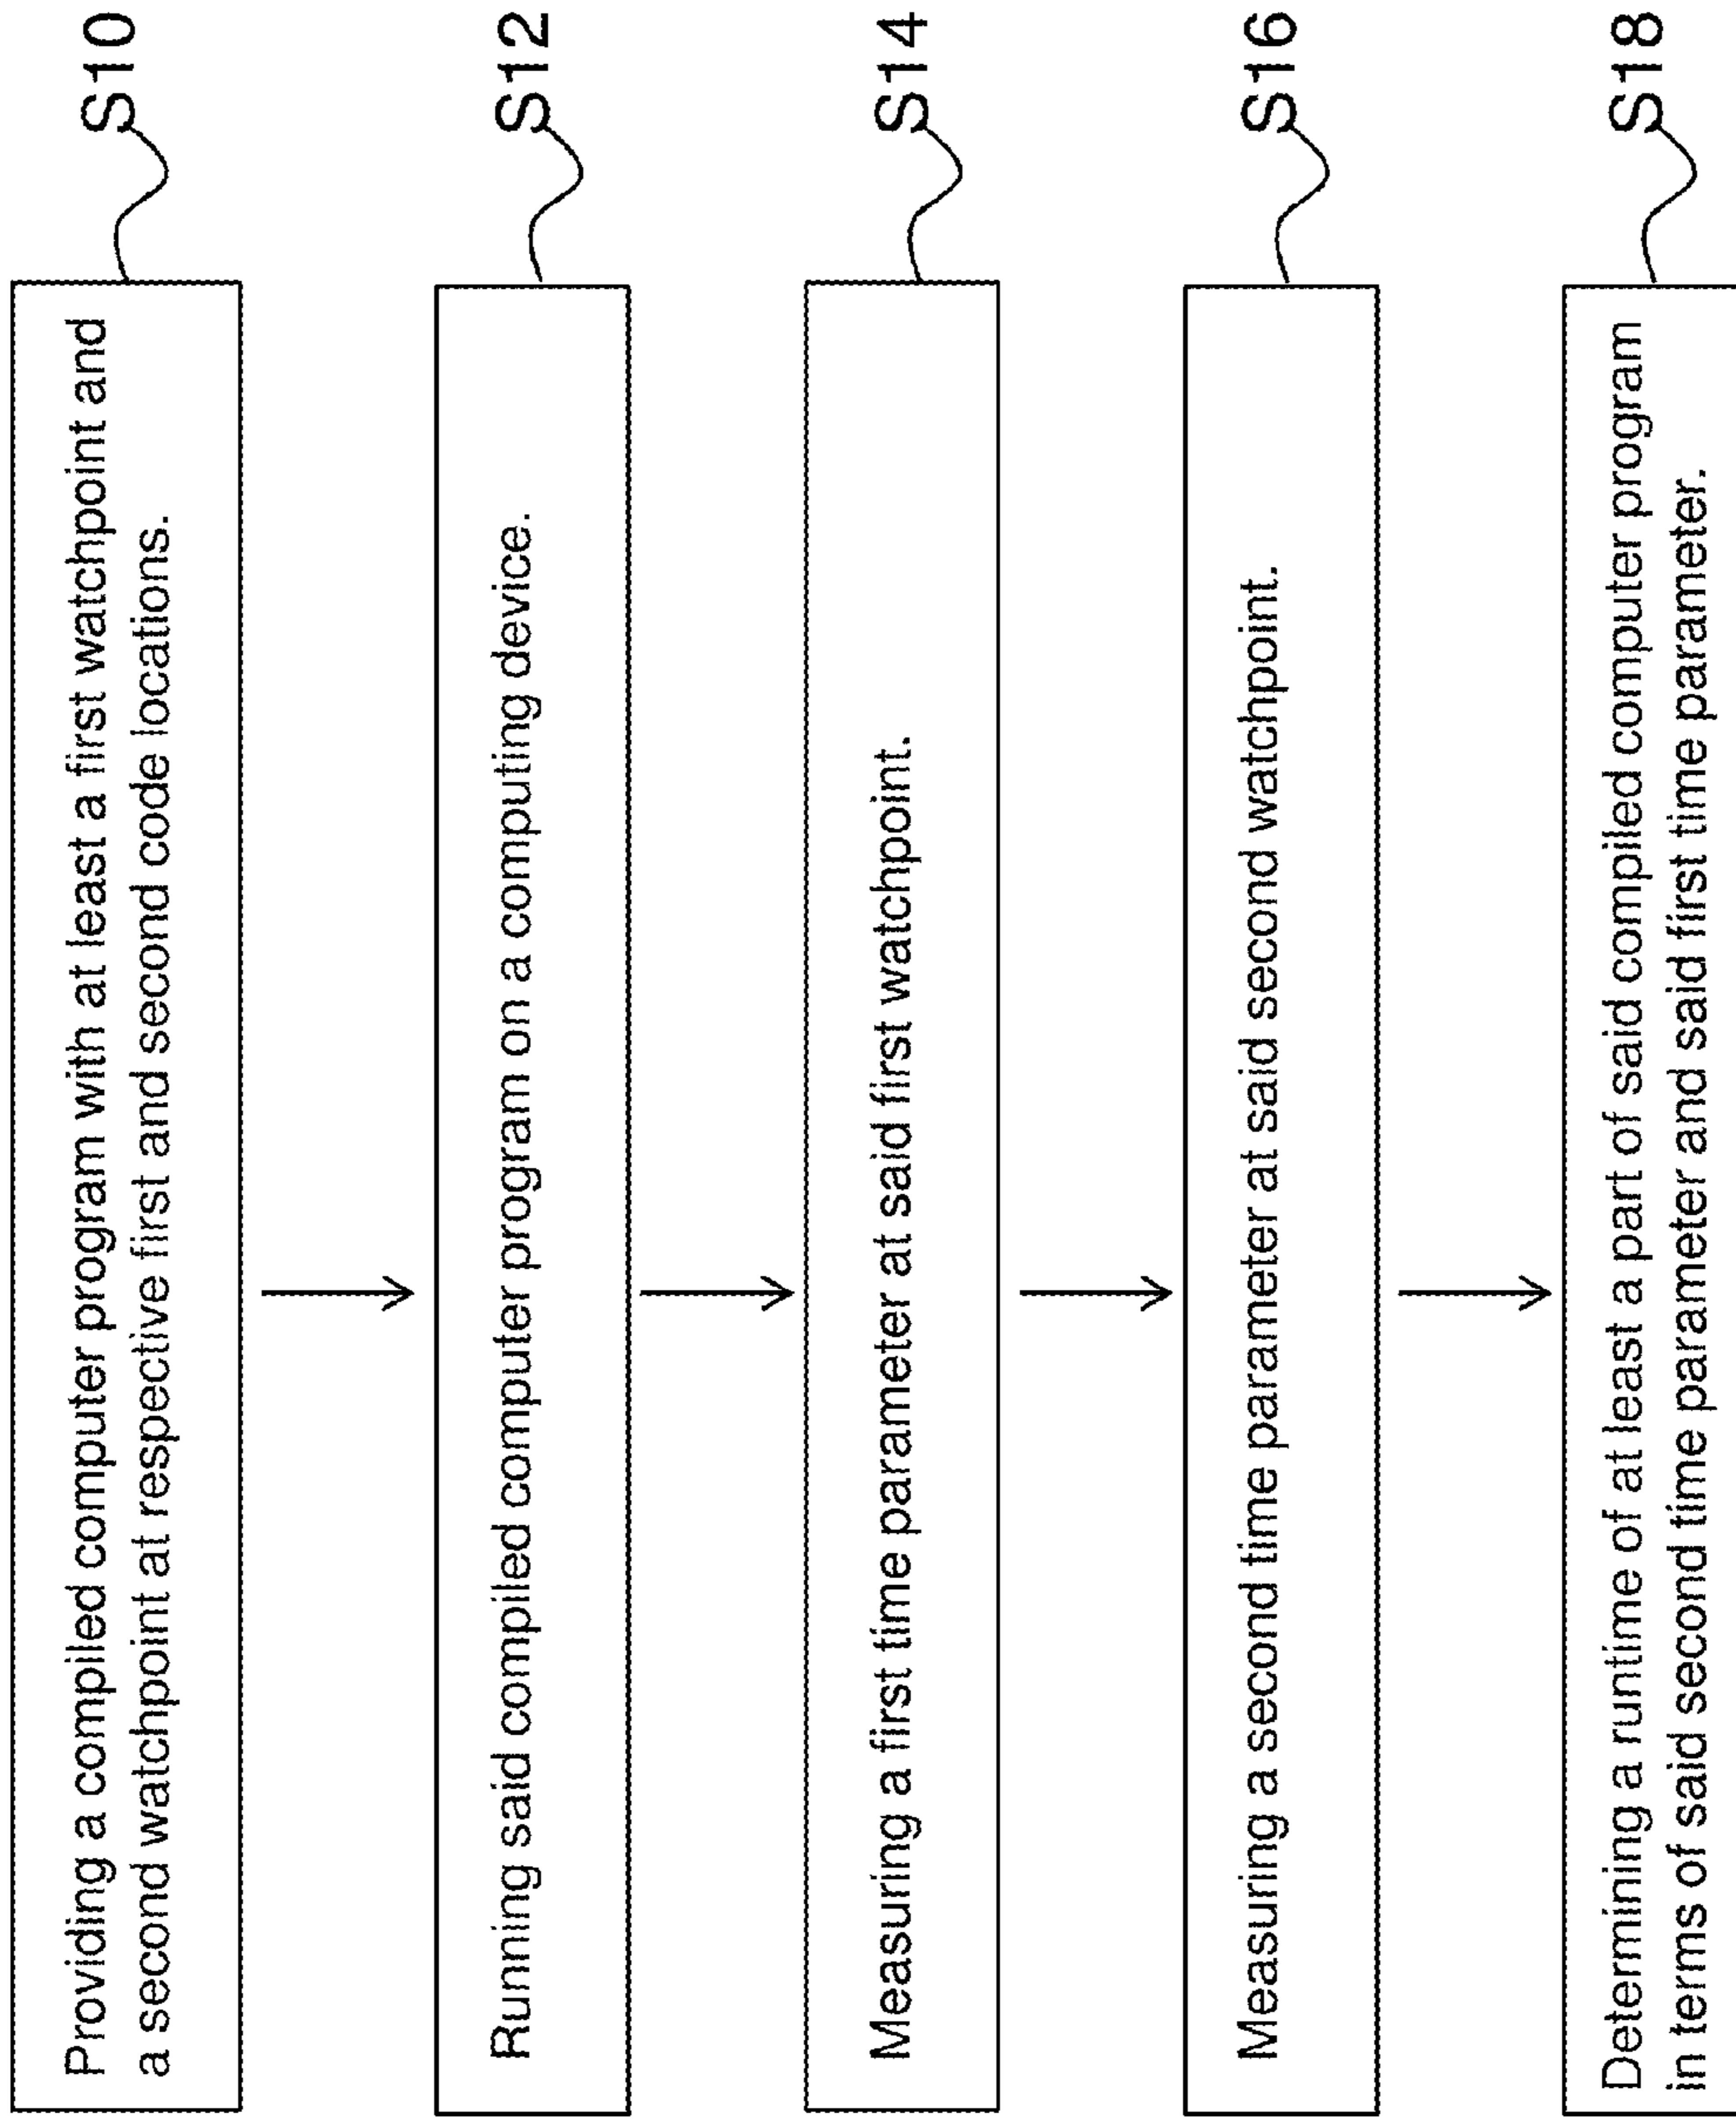 Providing a compiled computer program with at least a first watchpoint and
a second watchpoint at respective first and second code locations.
S10
Running said compiled computer program on a computing device.
S12
Measuring a first time parameter at said first watchpoint.
S14
Measuring a second time parameter at said second watchpoint.
S16
Determining a runtime of at least a part of said compiled computer program
in terms of said second time parameter and said first time parameter.
S18